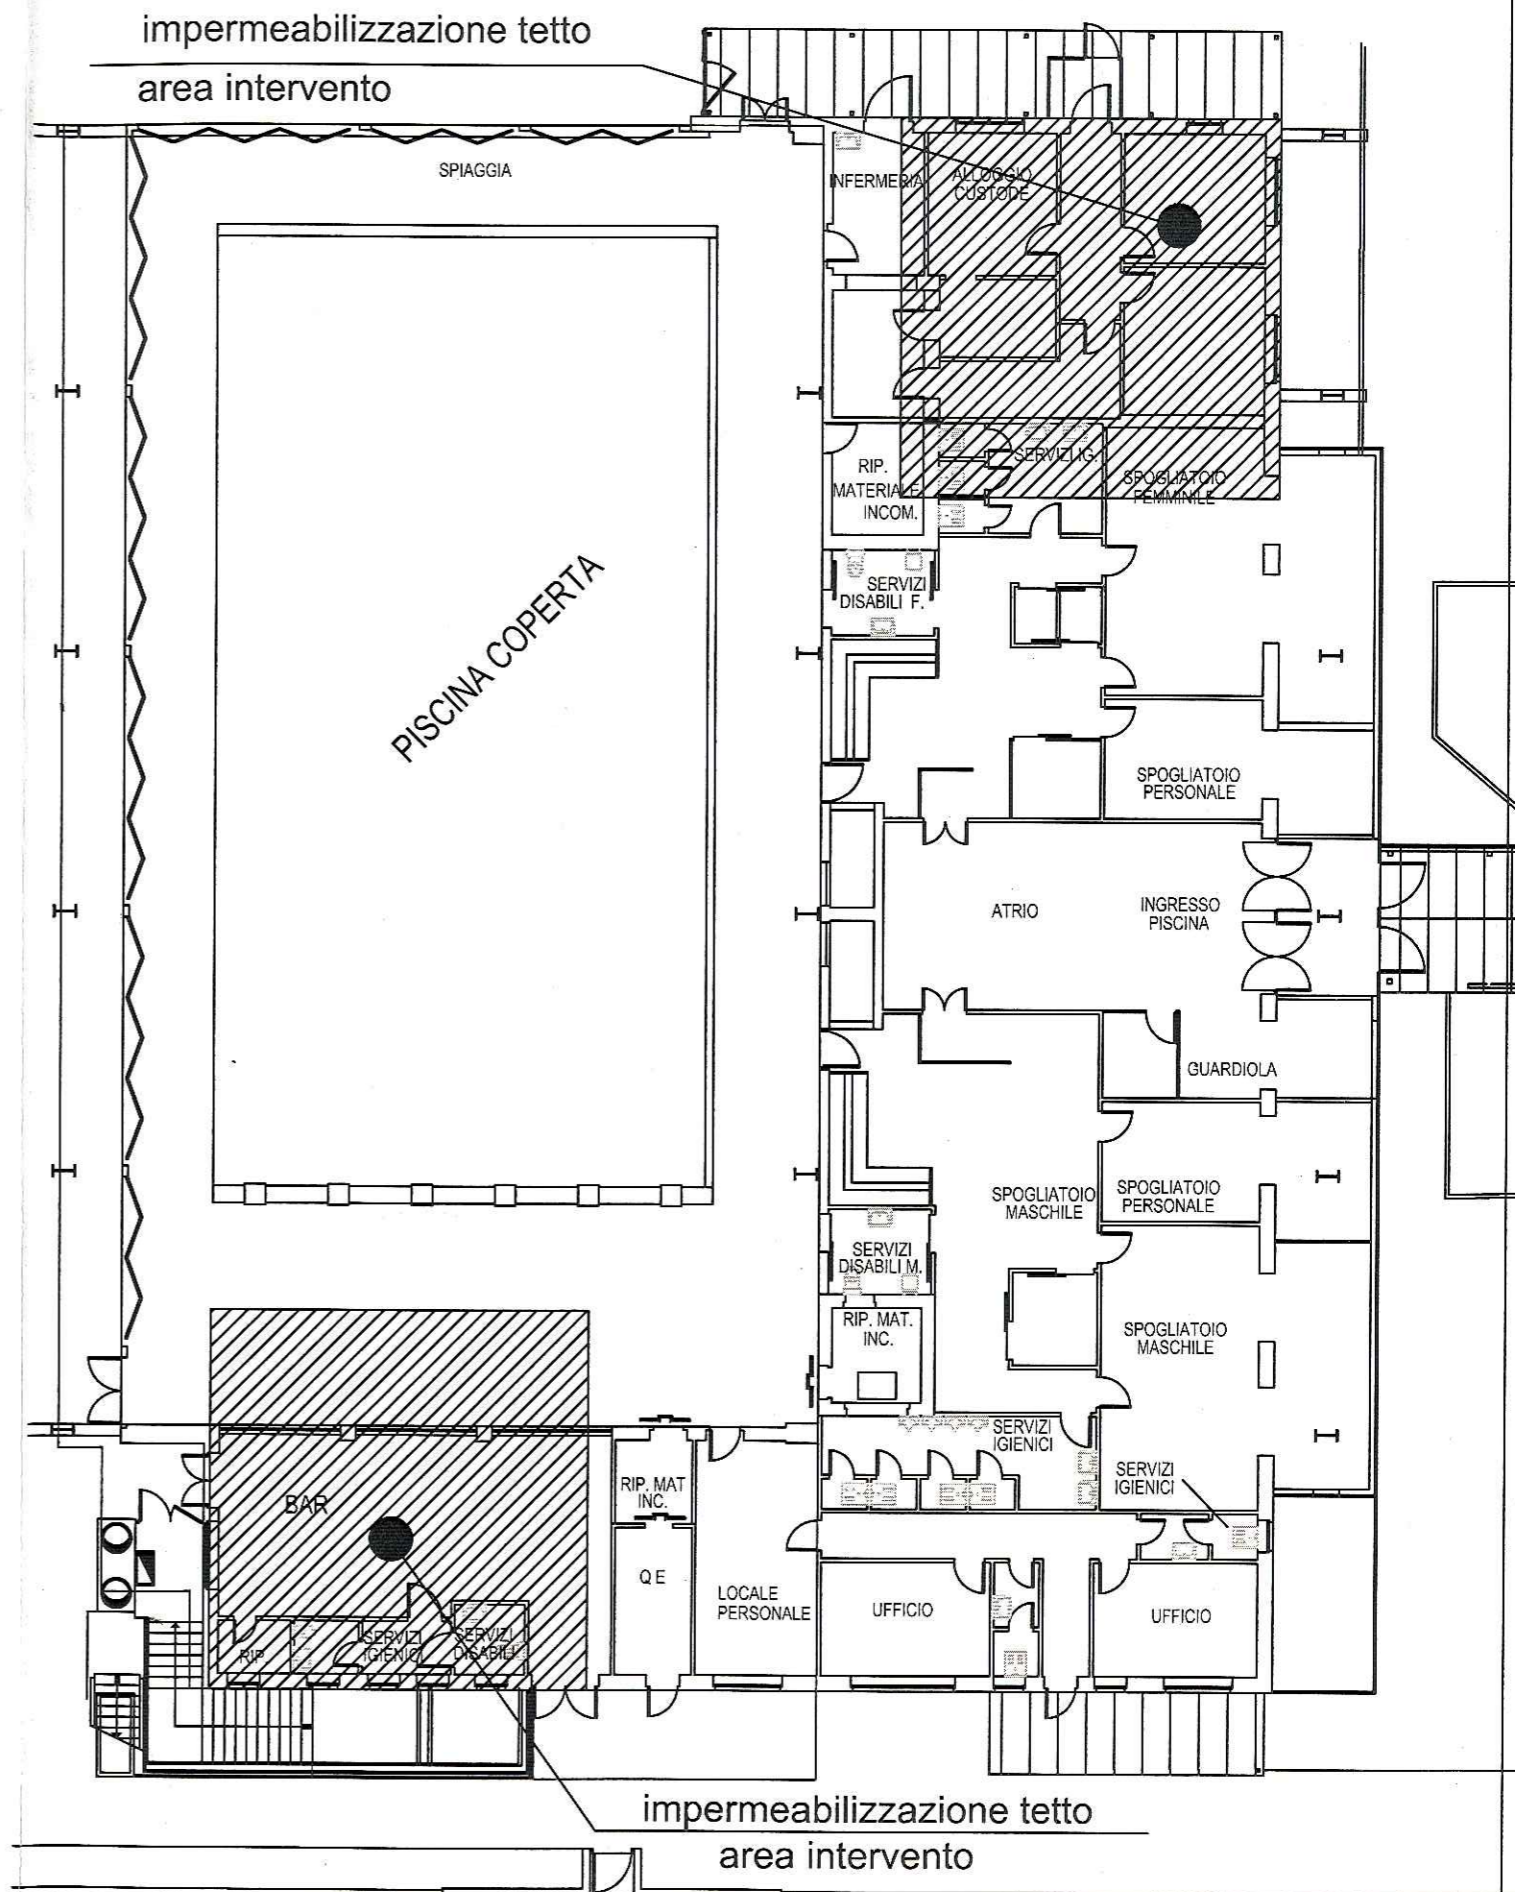 impermeabilizzazione tetto
area intervento
SPIAGGIA
INFERMERIA
ALLOGGIO
CUSTODE
RIP.
MATERIALE
INCOM.
SERVIZI IG.
SPOGLIATOIO
FEMMINILE
SERVIZI
DISABILI F.
PISCINA COPERTA
SPOGLIATOIO
PERSONALE
ATRIO
INGRESSO
PISCINA
GUARDIOLA
SPOGLIATOIO
MASCHILE
SPOGLIATOIO
PERSONALE
SERVIZI
DISABILI M.
RIP. MAT.
INC.
SPOGLIATOIO
MASCHILE
SERVIZI
IGIENICI
SERVIZI
IGIENICI
BAR
RIP. MAT
INC.
Q E
LOCALE
PERSONALE
UFFICIO
UFFICIO
RIP.
SERVIZI
IGIENICI
SERVIZI
DISABILI
impermeabilizzazione tetto
area intervento